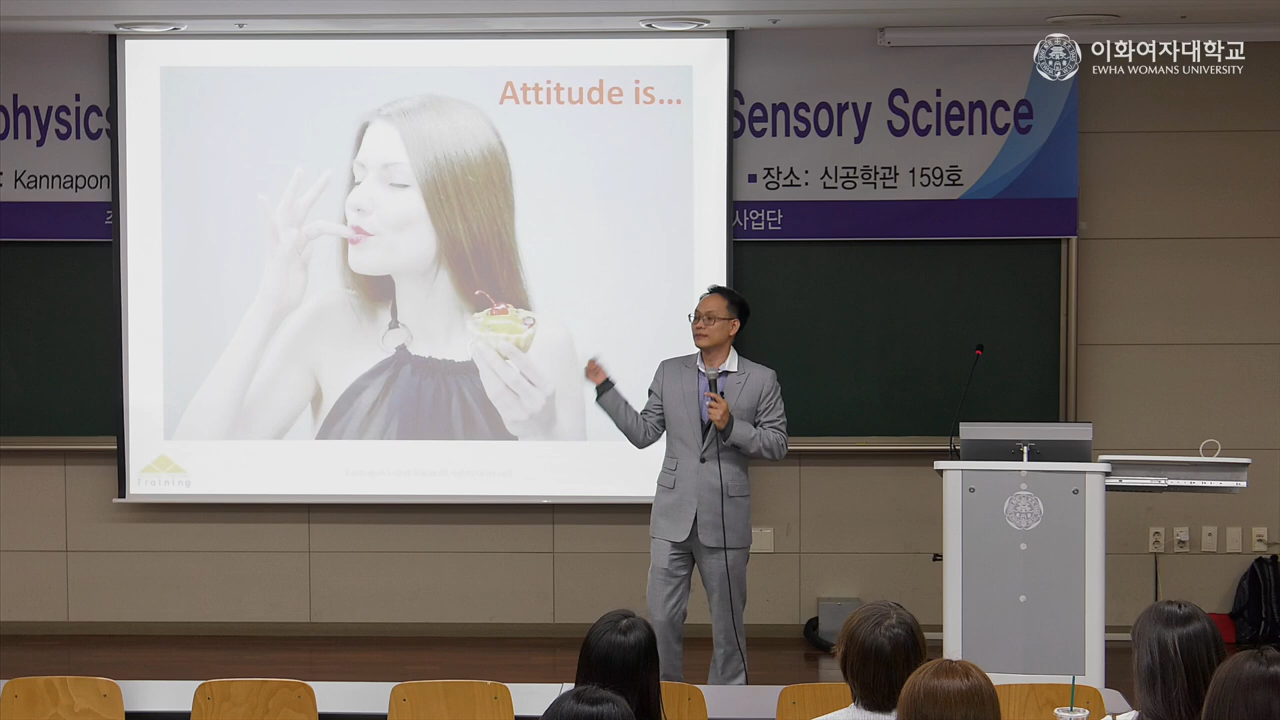 이화여자대학교
EWHA WOMANS UNIVERSITY
Attitude is...
physics
Sensory Science
: Kannapon
■장소: 신공학관 159호
사업단
Training